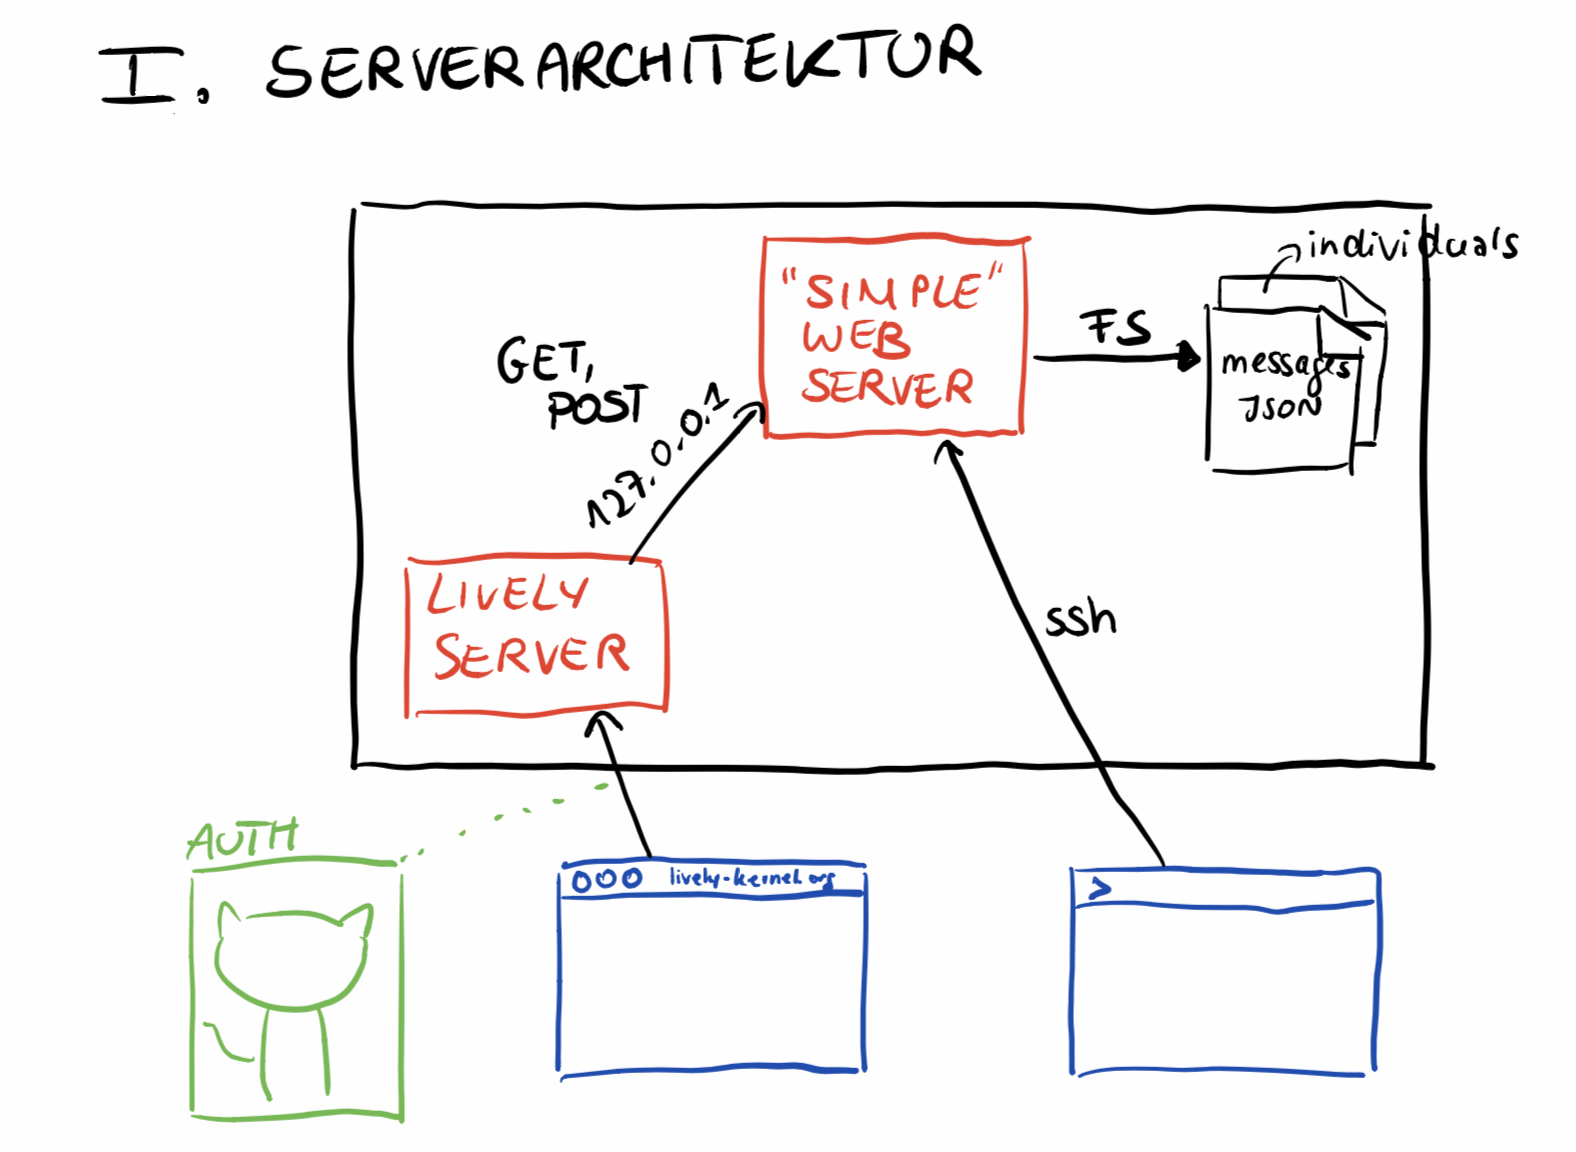 I. SERVERARCHITEKTUR
individuals
"SIMPLE"
WEB
SERVER
FS
messages
JSON
GET,
POST
127.0.0.1
LIVELY
SERVER
ssh
AUTH
lively-kernel.org
>